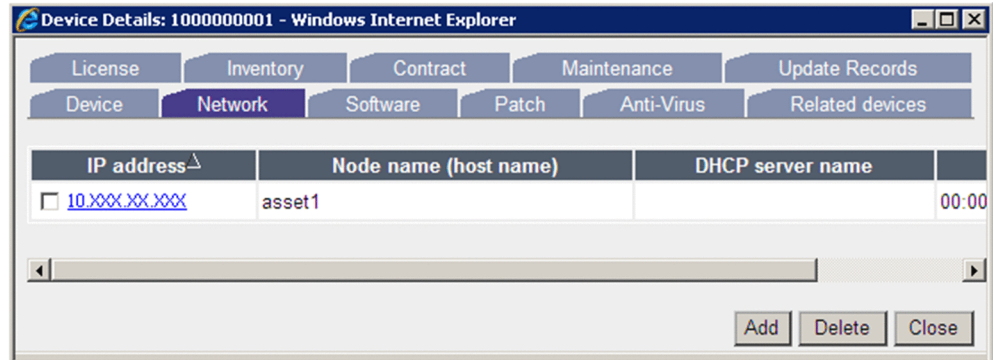 Device Details: 1000000001 - Windows Internet Explorer
License Inventory Contract Maintenance Update Records
Device Network Software Patch Anti-Virus Related devices
IP address Node name (host name) DHCP server name
10.XXX.XX.XXX asset1 00:00
Add Delete Close